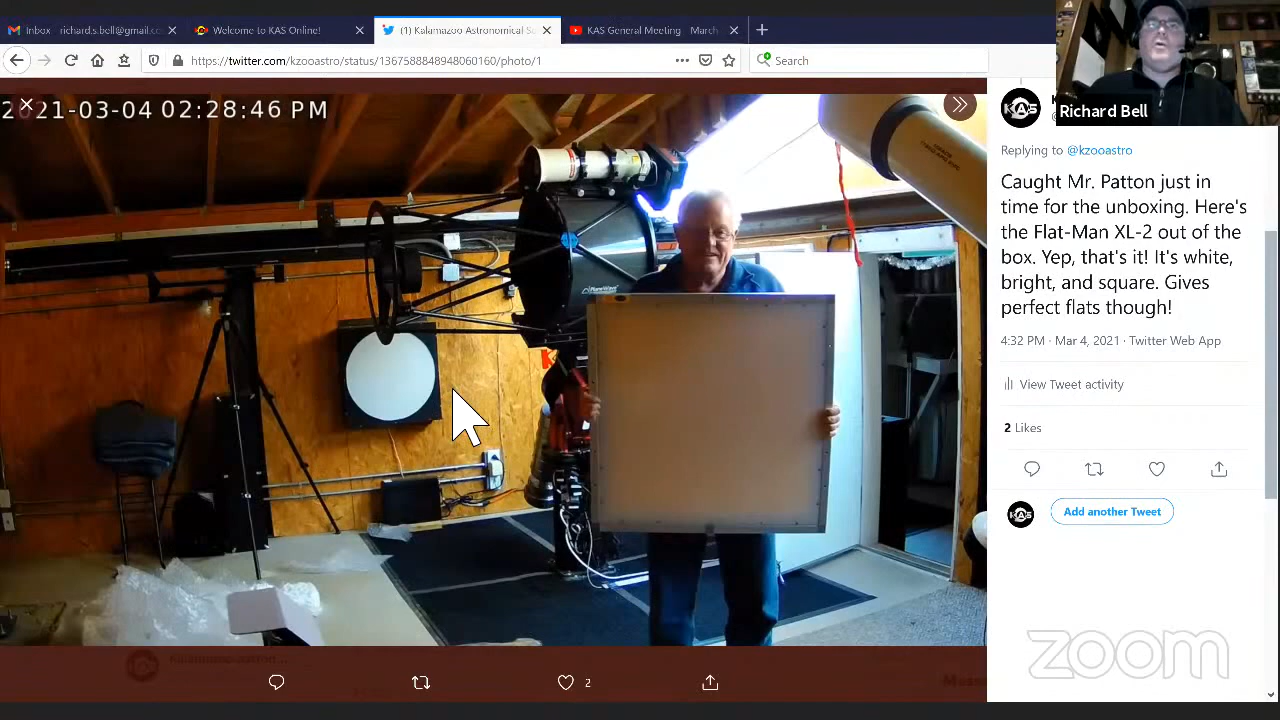 Inbox - richard.s.bell@gmail.c
Welcome to KAS Online!
(1) Kalamazoo Astronomical S
KAS General Meeting - March
https://twitter.com/kzooastro/status/1367588848948060160/photo/1
Search
2021-03-04 02:28:46 PM
KAS
Richard Bell
Replying to @kzooastro
Caught Mr. Patton just in
time for the unboxing. Here's
the Flat-Man XL-2 out of the
box. Yep, that's it! It's white,
bright, and square. Gives
perfect flats though!
4:32 PM · Mar 4, 2021 · Twitter Web App
View Tweet activity
2 Likes
KAS
Add another Tweet
PlaneWave
2
zoom